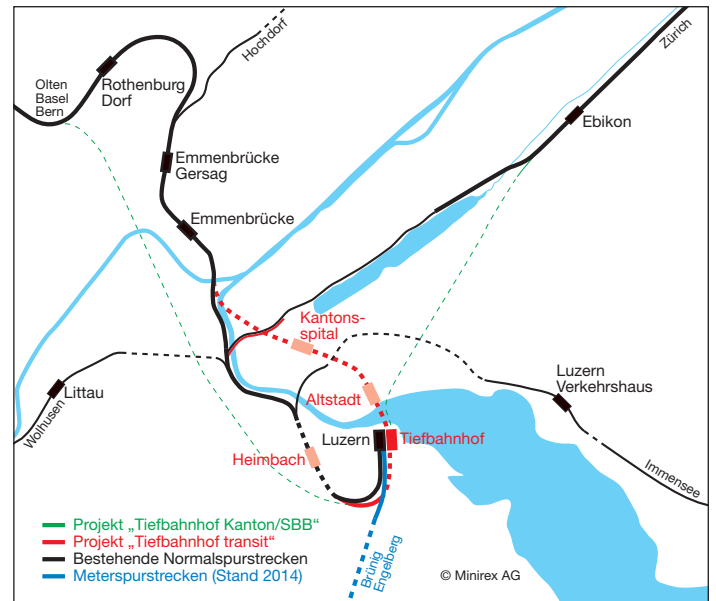 Hochdorf
Zürich
Olten
Basel
Bern
Rothenburg
Dorf
Ebikon
Emmenbrücke
Gersag
Emmenbrücke
Kantons-
spital
Luzern
Verkehrshaus
Littau
Wolhusen
Altstadt
Luzern
Tiefbahnhof
Heimbach
Immensee
Projekt „Tiefbahnhof Kanton/SBB“
Projekt „Tiefbahnhof transit“
Bestehende Normalspurstrecken
Meterspurstrecken (Stand 2014)
Brünig
Engelberg
© Minirex AG